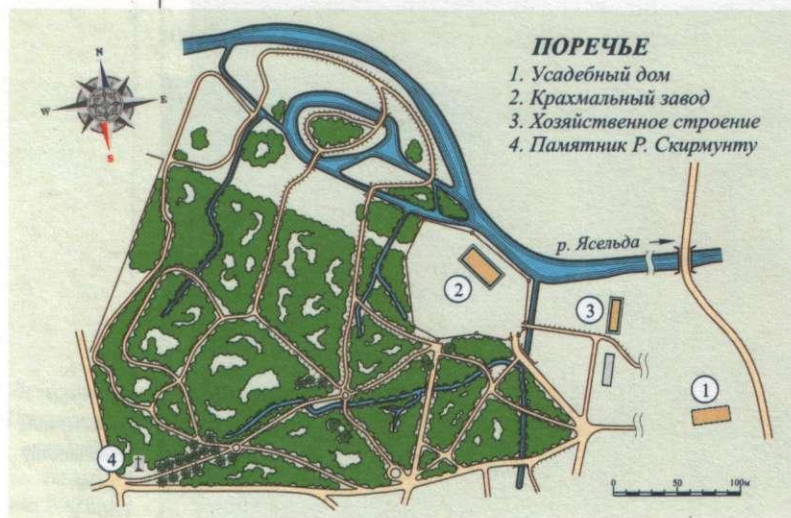 ПОРЕЧЬЕ
1. Усадебный дом
2. Крахмальный завод
3. Хозяйственное строение
4. Памятник Р. Скирмунту
N
W
E
S
р. Ясельда
2
3
1
4
0 50 100м